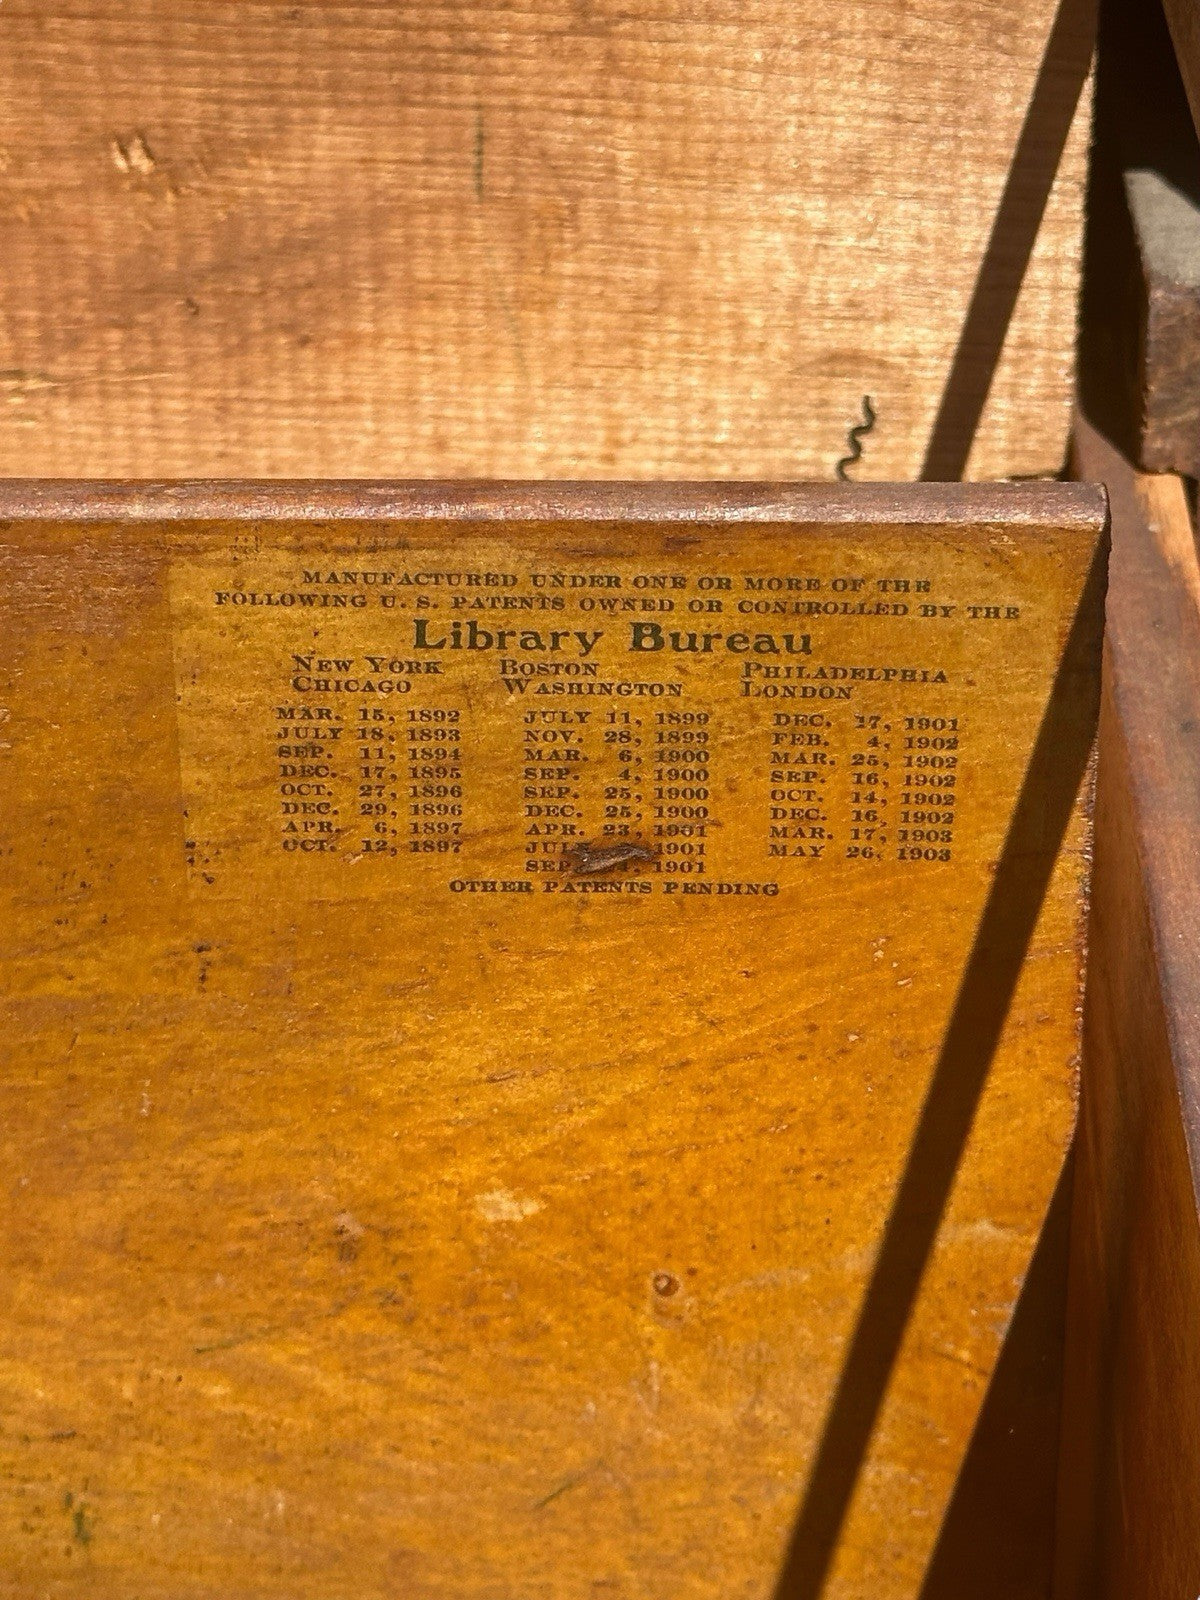 MANUFACTURED UNDER ONE OR MORE OF THE
FOLLOWING U. S. PATENTS OWNED OR CONTROLLED BY THE
Library Bureau
NEW YORK BOSTON PHILADELPHIA
CHICAGO WASHINGTON LONDON
MAR. 15, 1892 JULY 11, 1899 DEC. 17, 1901
JULY 18, 1893 NOV. 28, 1899 FEB. 4, 1902
SEP. 11, 1894 MAR. 6, 1900 MAR. 25, 1902
DEC. 17, 1895 SEP. 4, 1900 SEP. 16, 1902
OCT. 27, 1896 SEP. 25, 1900 OCT. 14, 1902
DEC. 29, 1896 DEC. 25, 1900 DEC. 16, 1902
APR. 6, 1897 APR. 23, 1901 MAR. 17, 1903
OCT. 12, 1897 JULY 1901 MAY 26, 1903
SEP. 1901
OTHER PATENTS PENDING